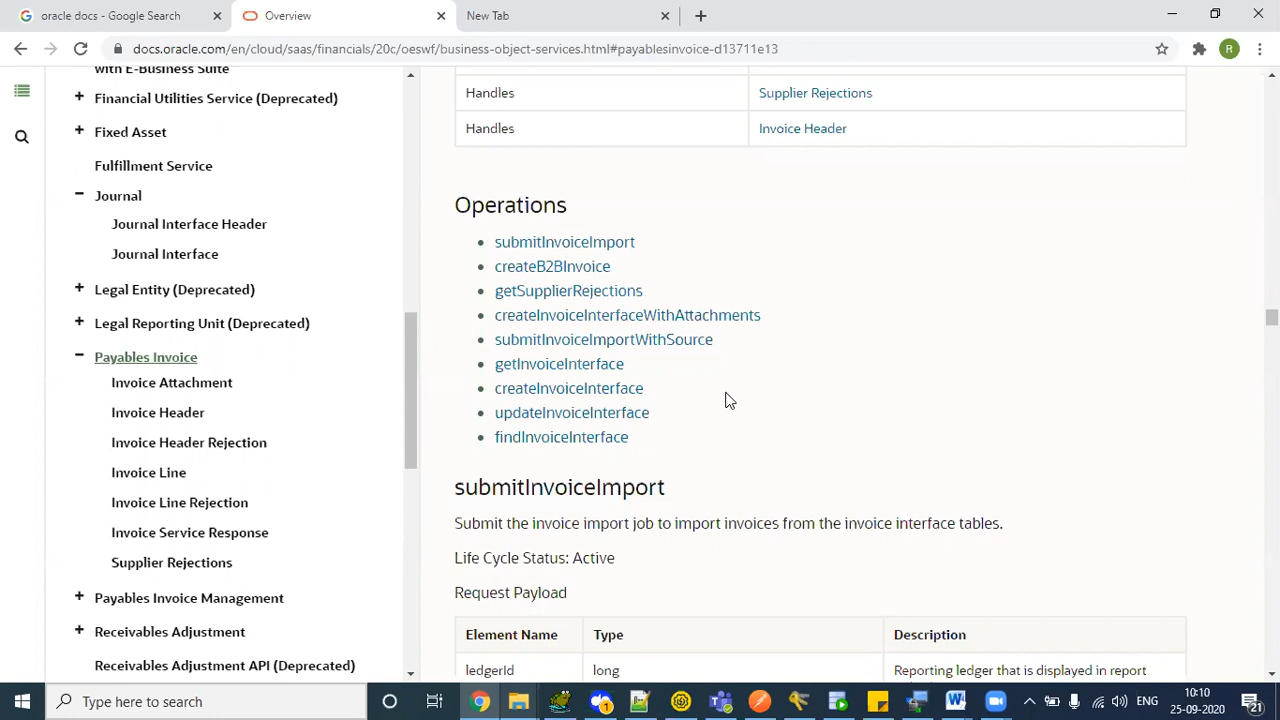 oracle docs - Google Search
Overview
New Tab
docs.oracle.com/en/cloud/saas/financials/20c/oeswf/business-object-services.html#payablesinvoice-d13711e13
R
with E-Business Suite
Financial Utilities Service (Deprecated)
Fixed Asset
Fulfillment Service
Journal
Journal Interface Header
Journal Interface
Legal Entity (Deprecated)
Legal Reporting Unit (Deprecated)
Payables Invoice
Invoice Attachment
Invoice Header
Invoice Header Rejection
Invoice Line
Invoice Line Rejection
Invoice Service Response
Supplier Rejections
Payables Invoice Management
Receivables Adjustment
Receivables Adjustment API (Deprecated)
Handles Supplier Rejections
Handles Invoice Header
Operations
submitInvoiceImport
createB2BInvoice
getSupplierRejections
createInvoiceInterfaceWithAttachments
submitInvoiceImportWithSource
getInvoiceInterface
createInvoiceInterface
updateInvoiceInterface
findInvoiceInterface
submitInvoiceImport
Submit the invoice import job to import invoices from the invoice interface tables.
Life Cycle Status: Active
Request Payload
Element Name Type Description
ledgerId long Reporting ledger that is displayed in report
Type here to search
ENG
10:10
25-09-2020
21